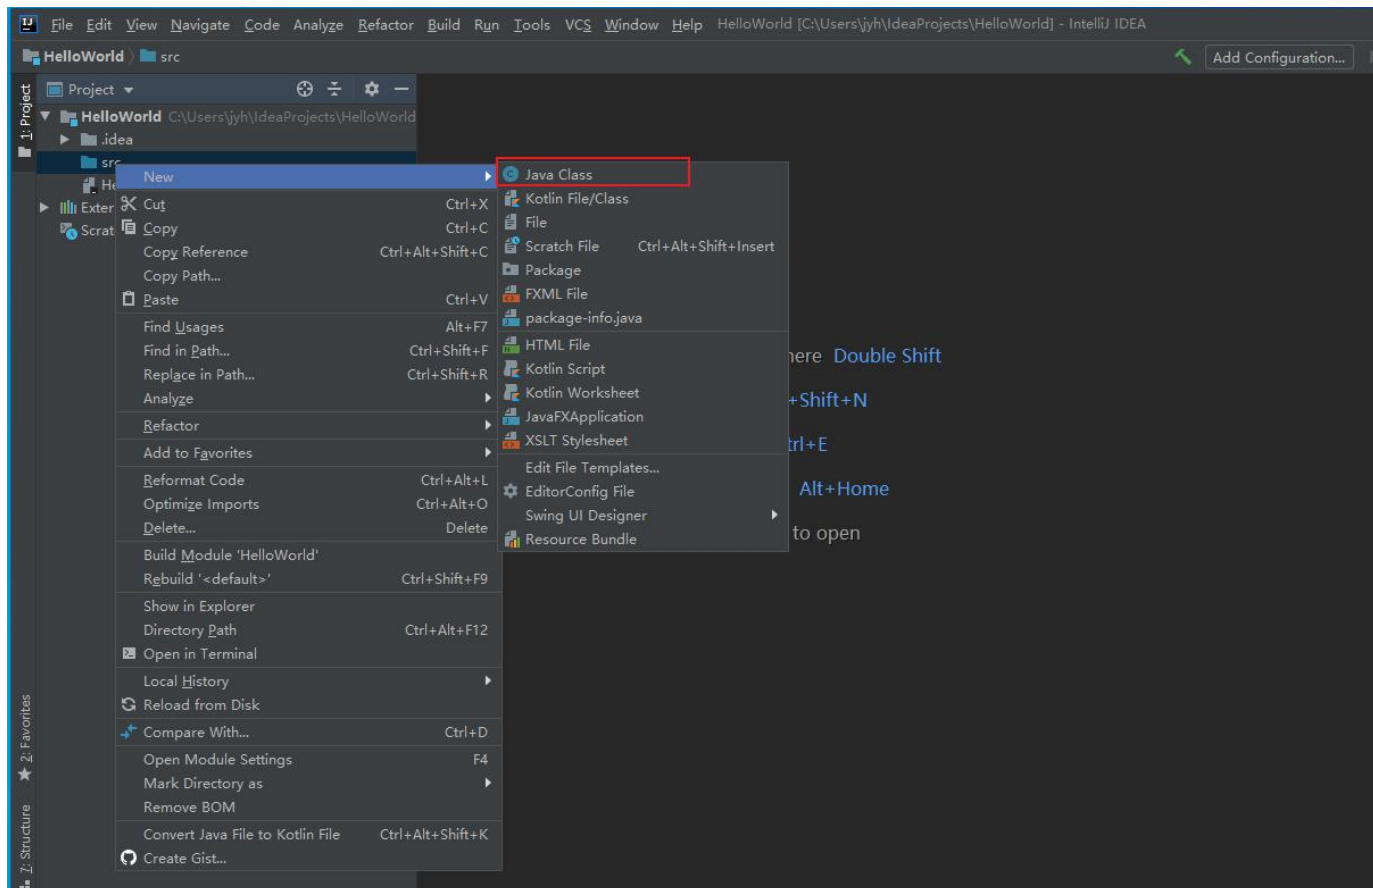 File Edit View Navigate Code Analyze Refactor Build Run Tools VCS Window Help HelloWorld [C:\Users\jyh\IdeaProjects\HelloWorld] - IntelliJ IDEA
HelloWorld src
Add Configuration...
1: Project
Project
HelloWorld C:\Users\jyh\IdeaProjects\HelloWorld
.idea
src
He
Exter
Scrat
New
Cut Ctrl+X
Copy Ctrl+C
Copy Reference Ctrl+Alt+Shift+C
Copy Path...
Paste Ctrl+V
Find Usages Alt+F7
Find in Path... Ctrl+Shift+F
Replace in Path... Ctrl+Shift+R
Analyze
Refactor
Add to Favorites
Reformat Code Ctrl+Alt+L
Optimize Imports Ctrl+Alt+O
Delete... Delete
Build Module 'HelloWorld'
Rebuild '<default>' Ctrl+Shift+F9
Show in Explorer
Directory Path Ctrl+Alt+F12
Open in Terminal
Local History
Reload from Disk
Compare With... Ctrl+D
Open Module Settings F4
Mark Directory as
Remove BOM
Convert Java File to Kotlin File Ctrl+Alt+Shift+K
Create Gist...
Java Class
Kotlin File/Class
File
Scratch File Ctrl+Alt+Shift+Insert
Package
FXML File
package-info.java
HTML File
Kotlin Script
Kotlin Worksheet
JavaFXApplication
XSLT Stylesheet
Edit File Templates...
EditorConfig File
Swing UI Designer
Resource Bundle
here Double Shift
+Shift+N
trl+E
Alt+Home
to open
2: Favorites
7: Structure